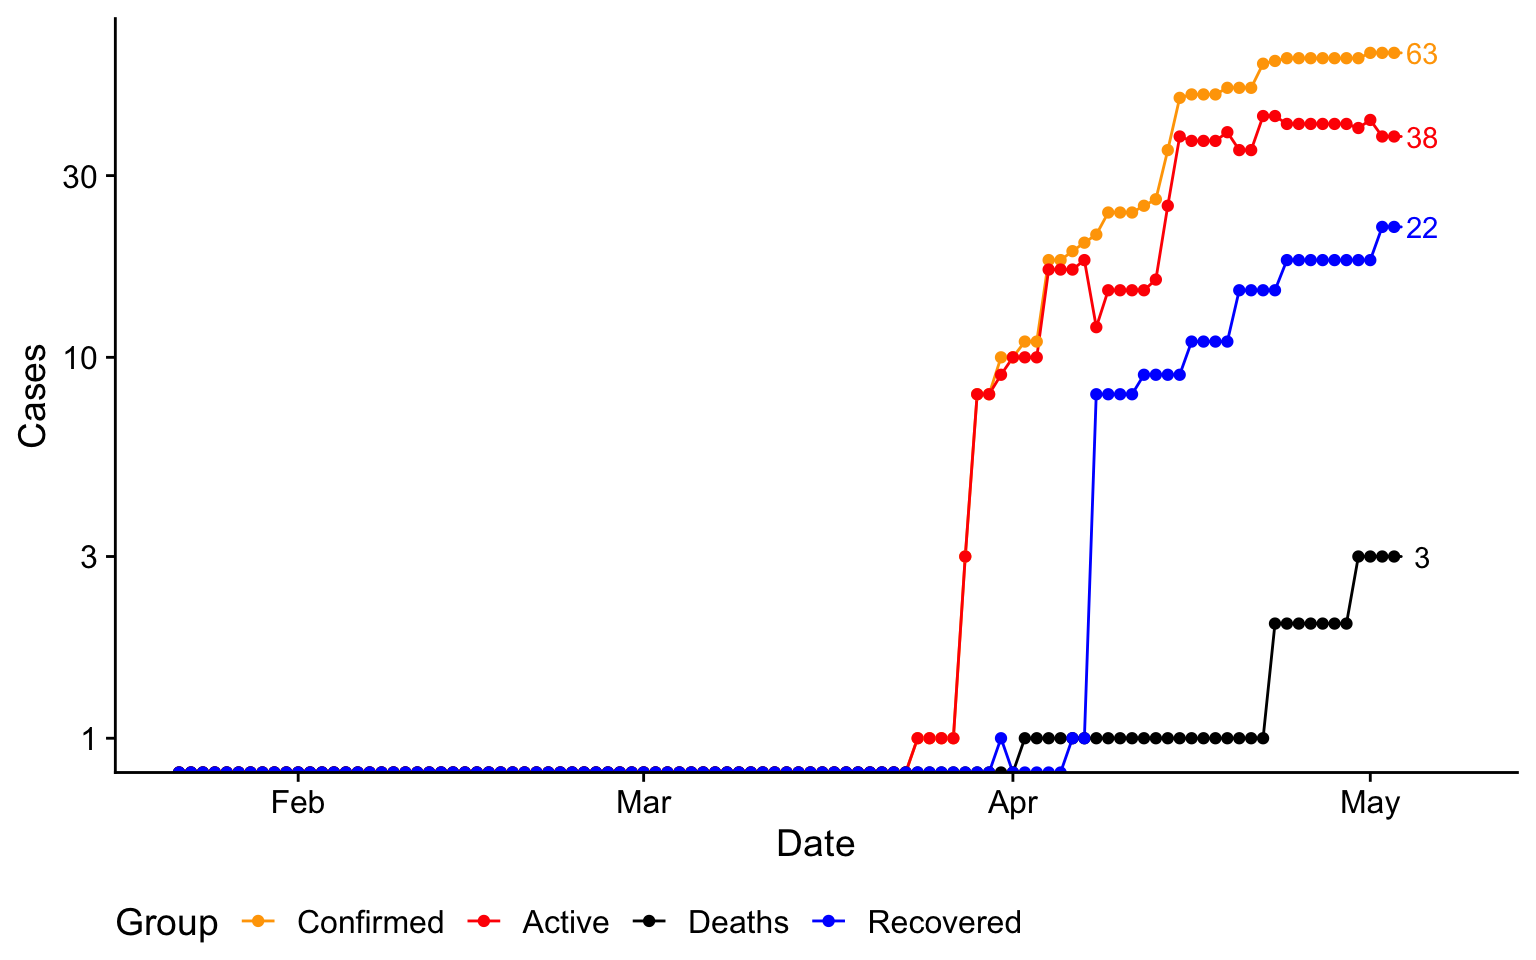 63
38
30
22
10
Cases
3
3
1
Feb Mar Apr May
Date
Group Confirmed Active Deaths Recovered